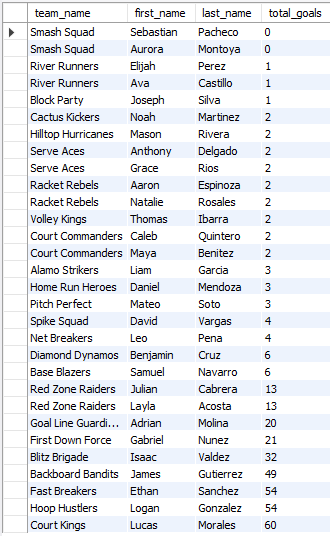 team_name first_name last_name total_goals
Smash Squad Sebastian Pacheco 0
Smash Squad Aurora Montoya 0
River Runners Elijah Perez 1
River Runners Ava Castillo 1
Block Party Joseph Silva 1
Cactus Kickers Noah Martinez 2
Hilltop Hurricanes Mason Rivera 2
Serve Aces Anthony Delgado 2
Serve Aces Grace Rios 2
Racket Rebels Aaron Espinoza 2
Racket Rebels Natalie Rosales 2
Volley Kings Thomas Ibarra 2
Court Commanders Caleb Quintero 2
Court Commanders Maya Benitez 2
Alamo Strikers Liam Garcia 3
Home Run Heroes Daniel Mendoza 3
Pitch Perfect Mateo Soto 3
Spike Squad David Vargas 4
Net Breakers Leo Pena 4
Diamond Dynamos Benjamin Cruz 6
Base Blazers Samuel Navarro 6
Red Zone Raiders Julian Cabrera 13
Red Zone Raiders Layla Acosta 13
Goal Line Guardi... Adrian Molina 20
First Down Force Gabriel Nunez 21
Blitz Brigade Isaac Valdez 32
Backboard Bandits James Gutierrez 49
Fast Breakers Ethan Sanchez 54
Hoop Hustlers Logan Gonzalez 54
Court Kings Lucas Morales 60